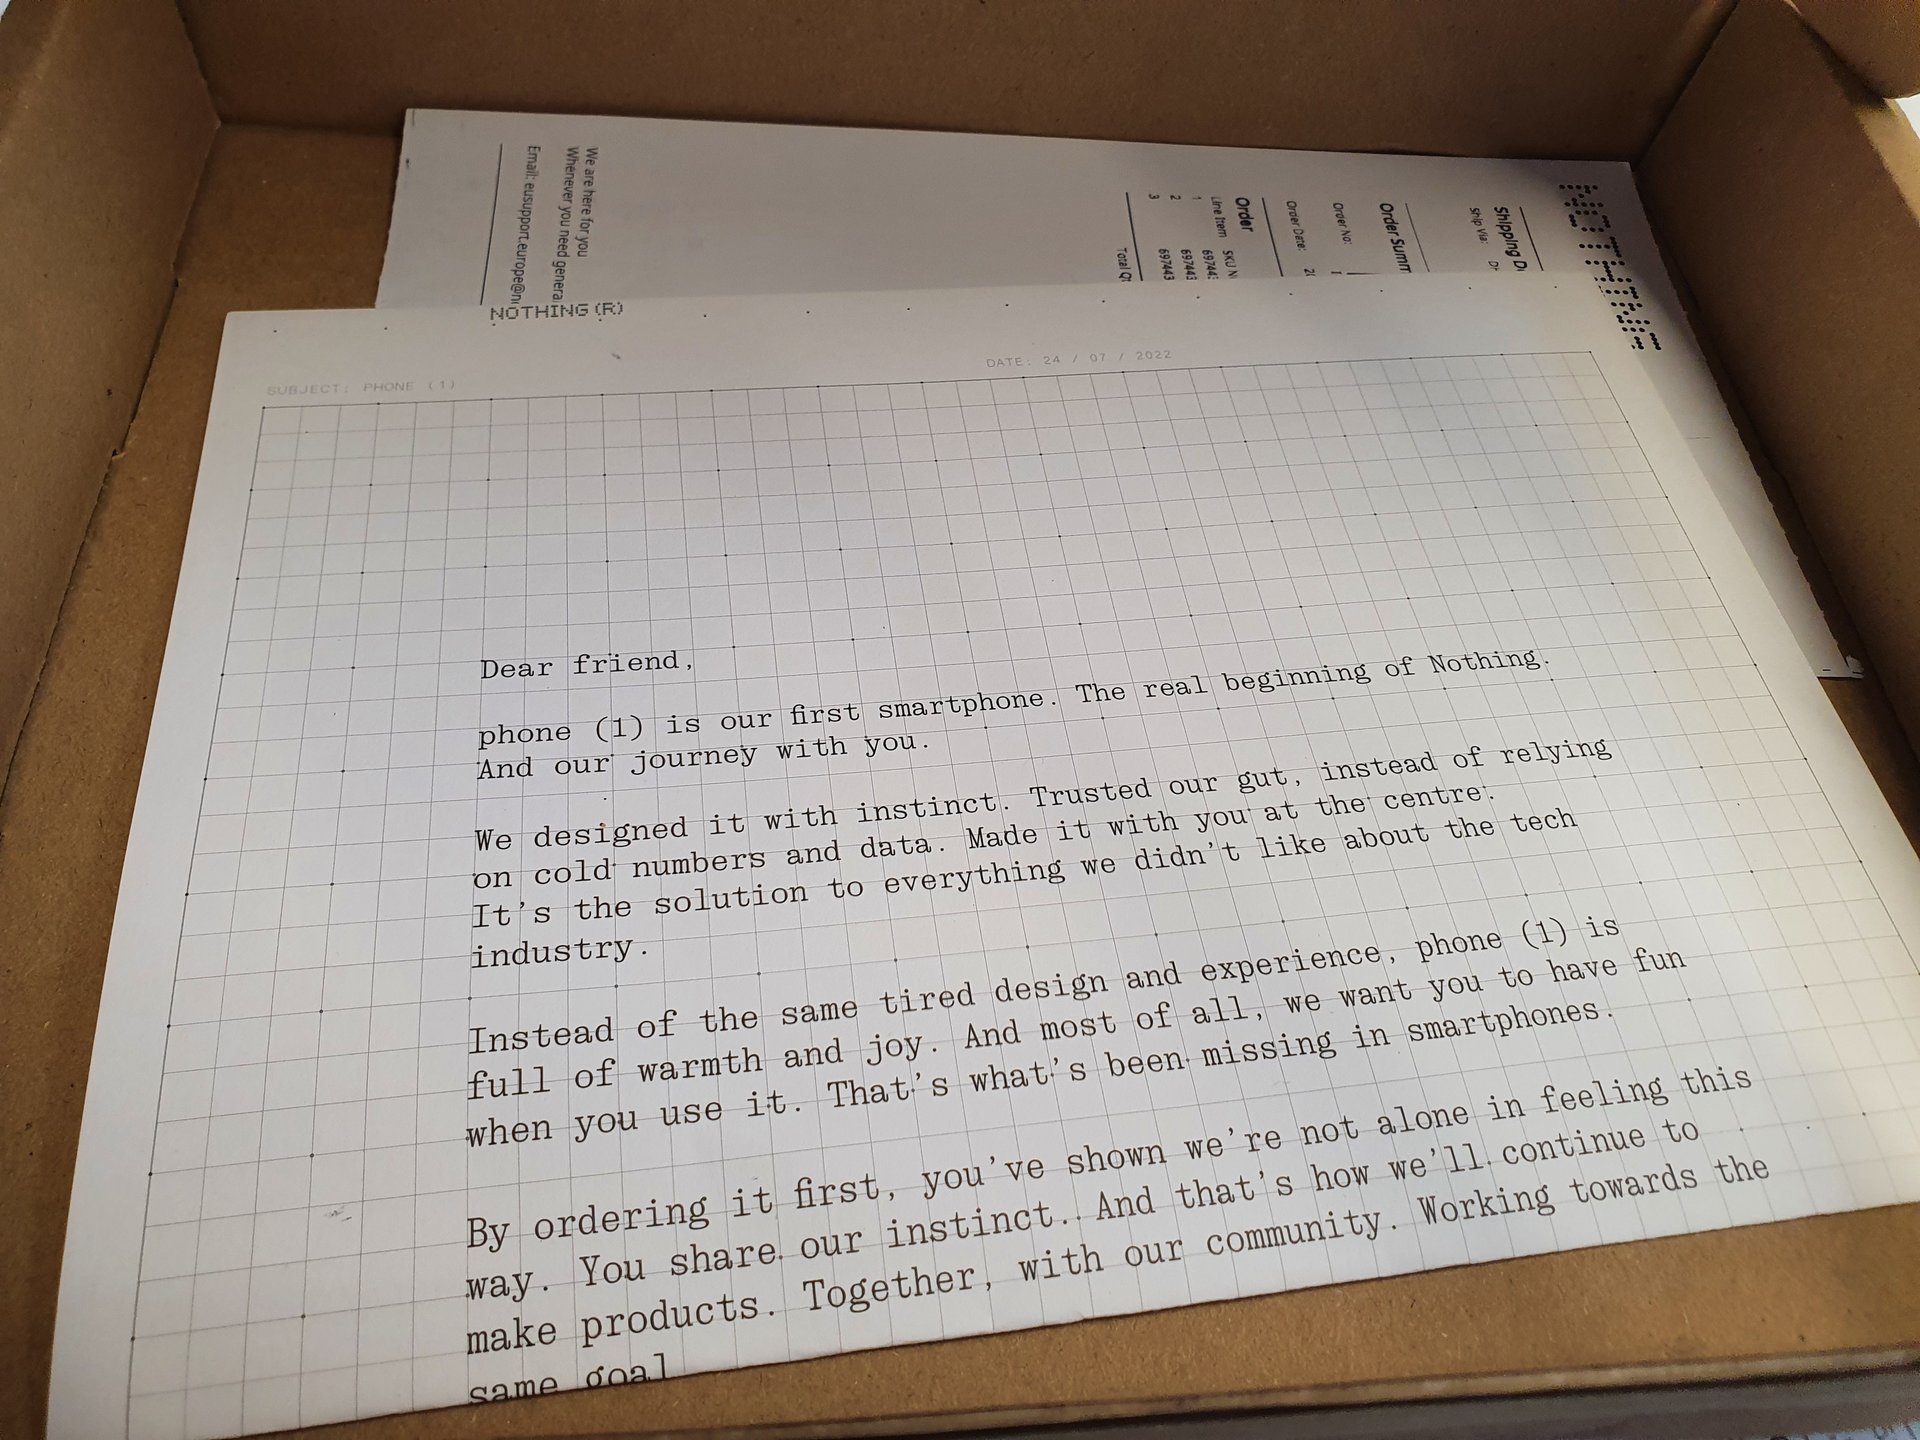 We are here for you
Whenever you need genera
Email: eusupport.europe@n
NOTHING
Shipping D
Ship Via:
Order Summ
Order No:
Order Date:
Order
Line Item SKU N
1 69744
2 697443
3 697443
Total Q
NOTHING (R)
SUBJECT: PHONE (1)
DATE: 24 / 07 / 2022
Dear friend,
phone (1) is our first smartphone. The real beginning of Nothing.
And our journey with you.
We designed it with instinct. Trusted our gut, instead of relying
on cold numbers and data. Made it with you at the centre.
It's the solution to everything we didn't like about the tech
industry.
Instead of the same tired design and experience, phone (1) is
full of warmth and joy. And most of all, we want you to have fun
when you use it. That's what's been missing in smartphones.
By ordering it first, you've shown we're not alone in feeling this
way. You share our instinct. And that's how we'll continue to
make products. Together, with our community. Working towards the
same goal